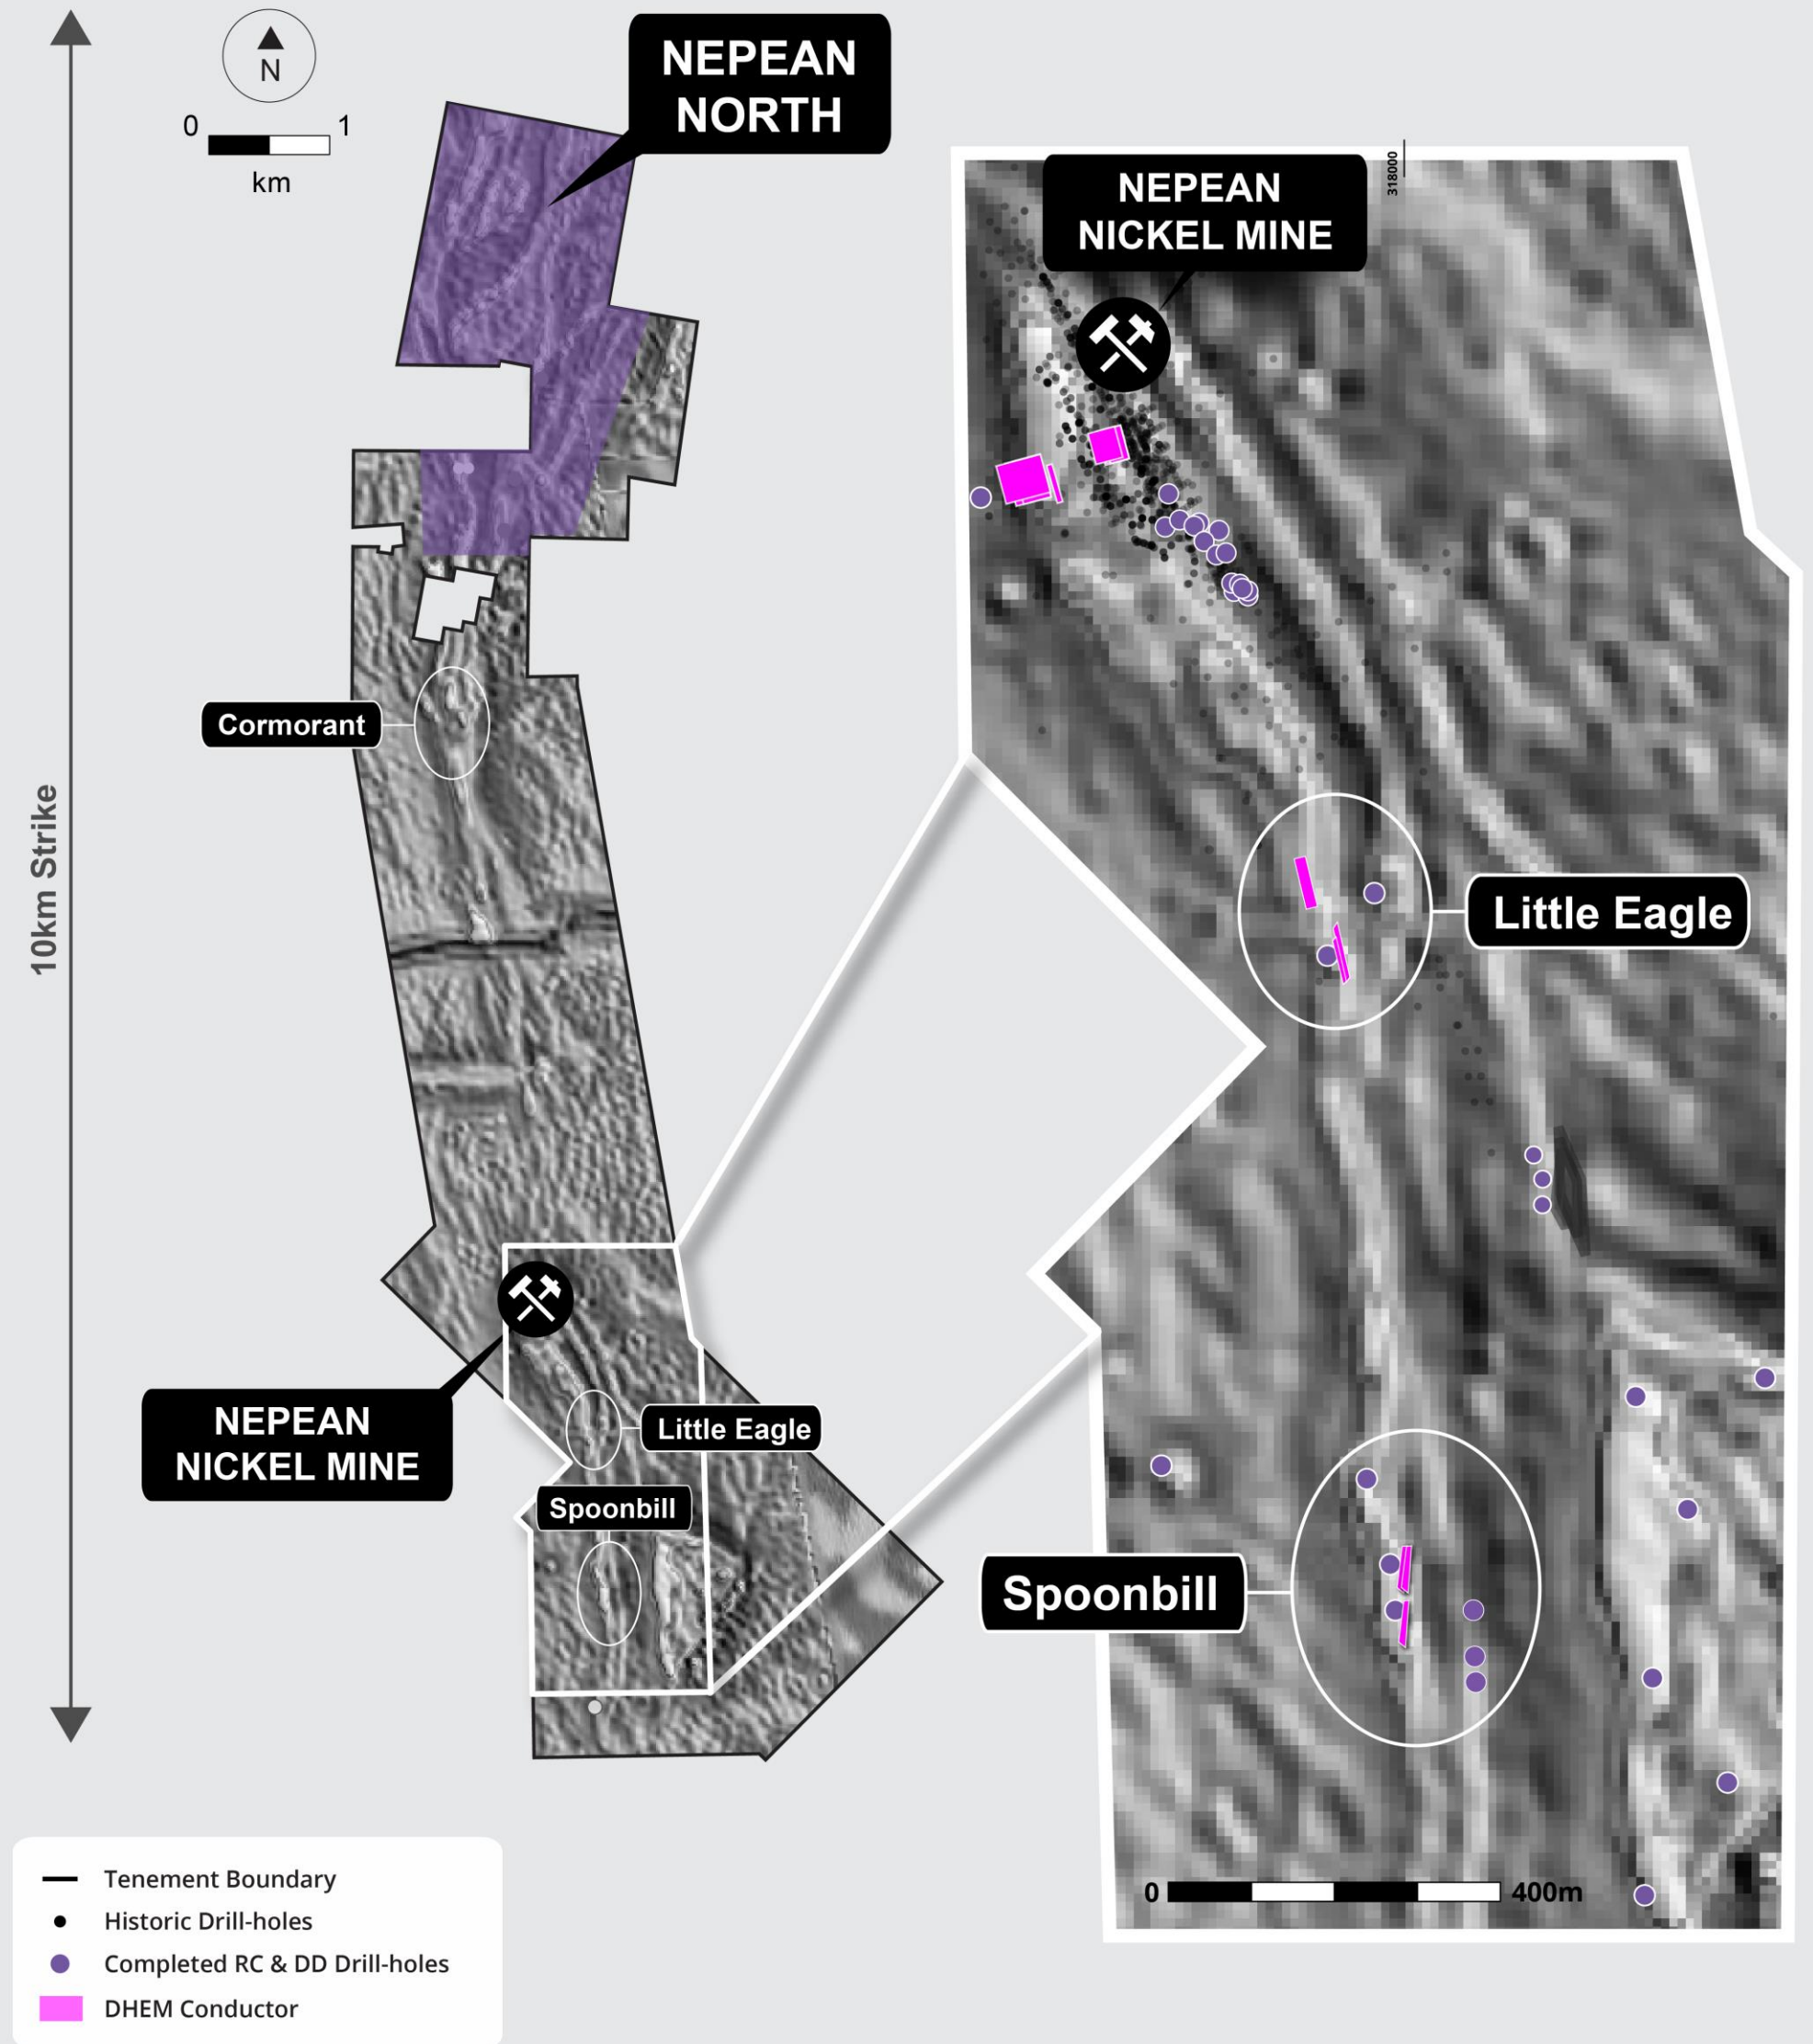 N
0 1
km
NEPEAN
NORTH
318000
NEPEAN
NICKEL MINE
Cormorant
10km Strike
Little Eagle
NEPEAN
NICKEL MINE
Little Eagle
Spoonbill
Spoonbill
0 400m
Tenement Boundary
Historic Drill-holes
Completed RC & DD Drill-holes
DHEM Conductor